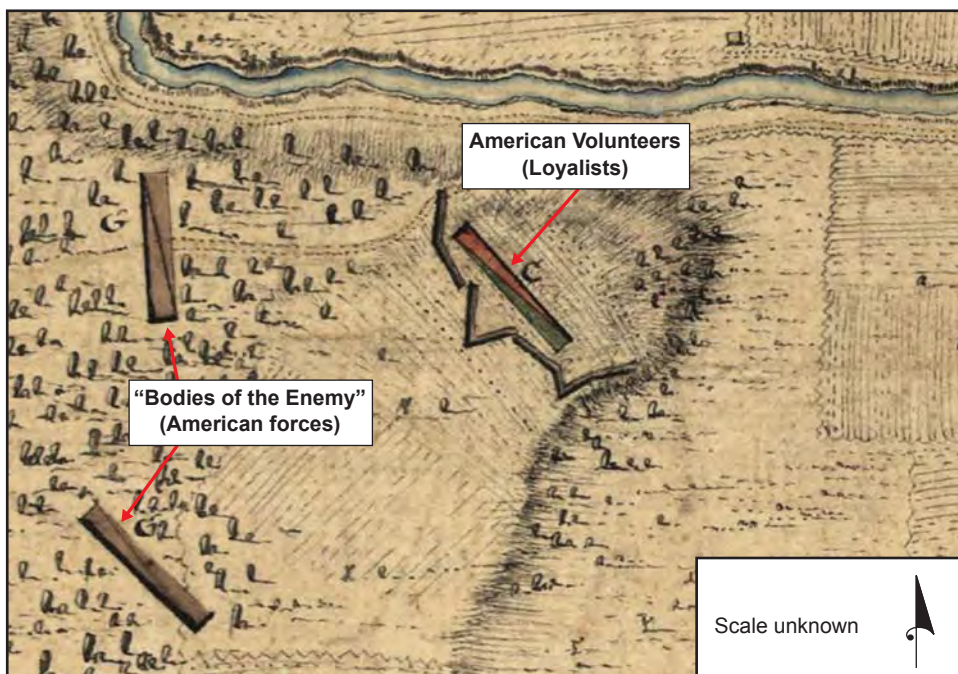 American Volunteers
(Loyalists)
G
C
"Bodies of the Enemy"
(American forces)
G
Scale unknown